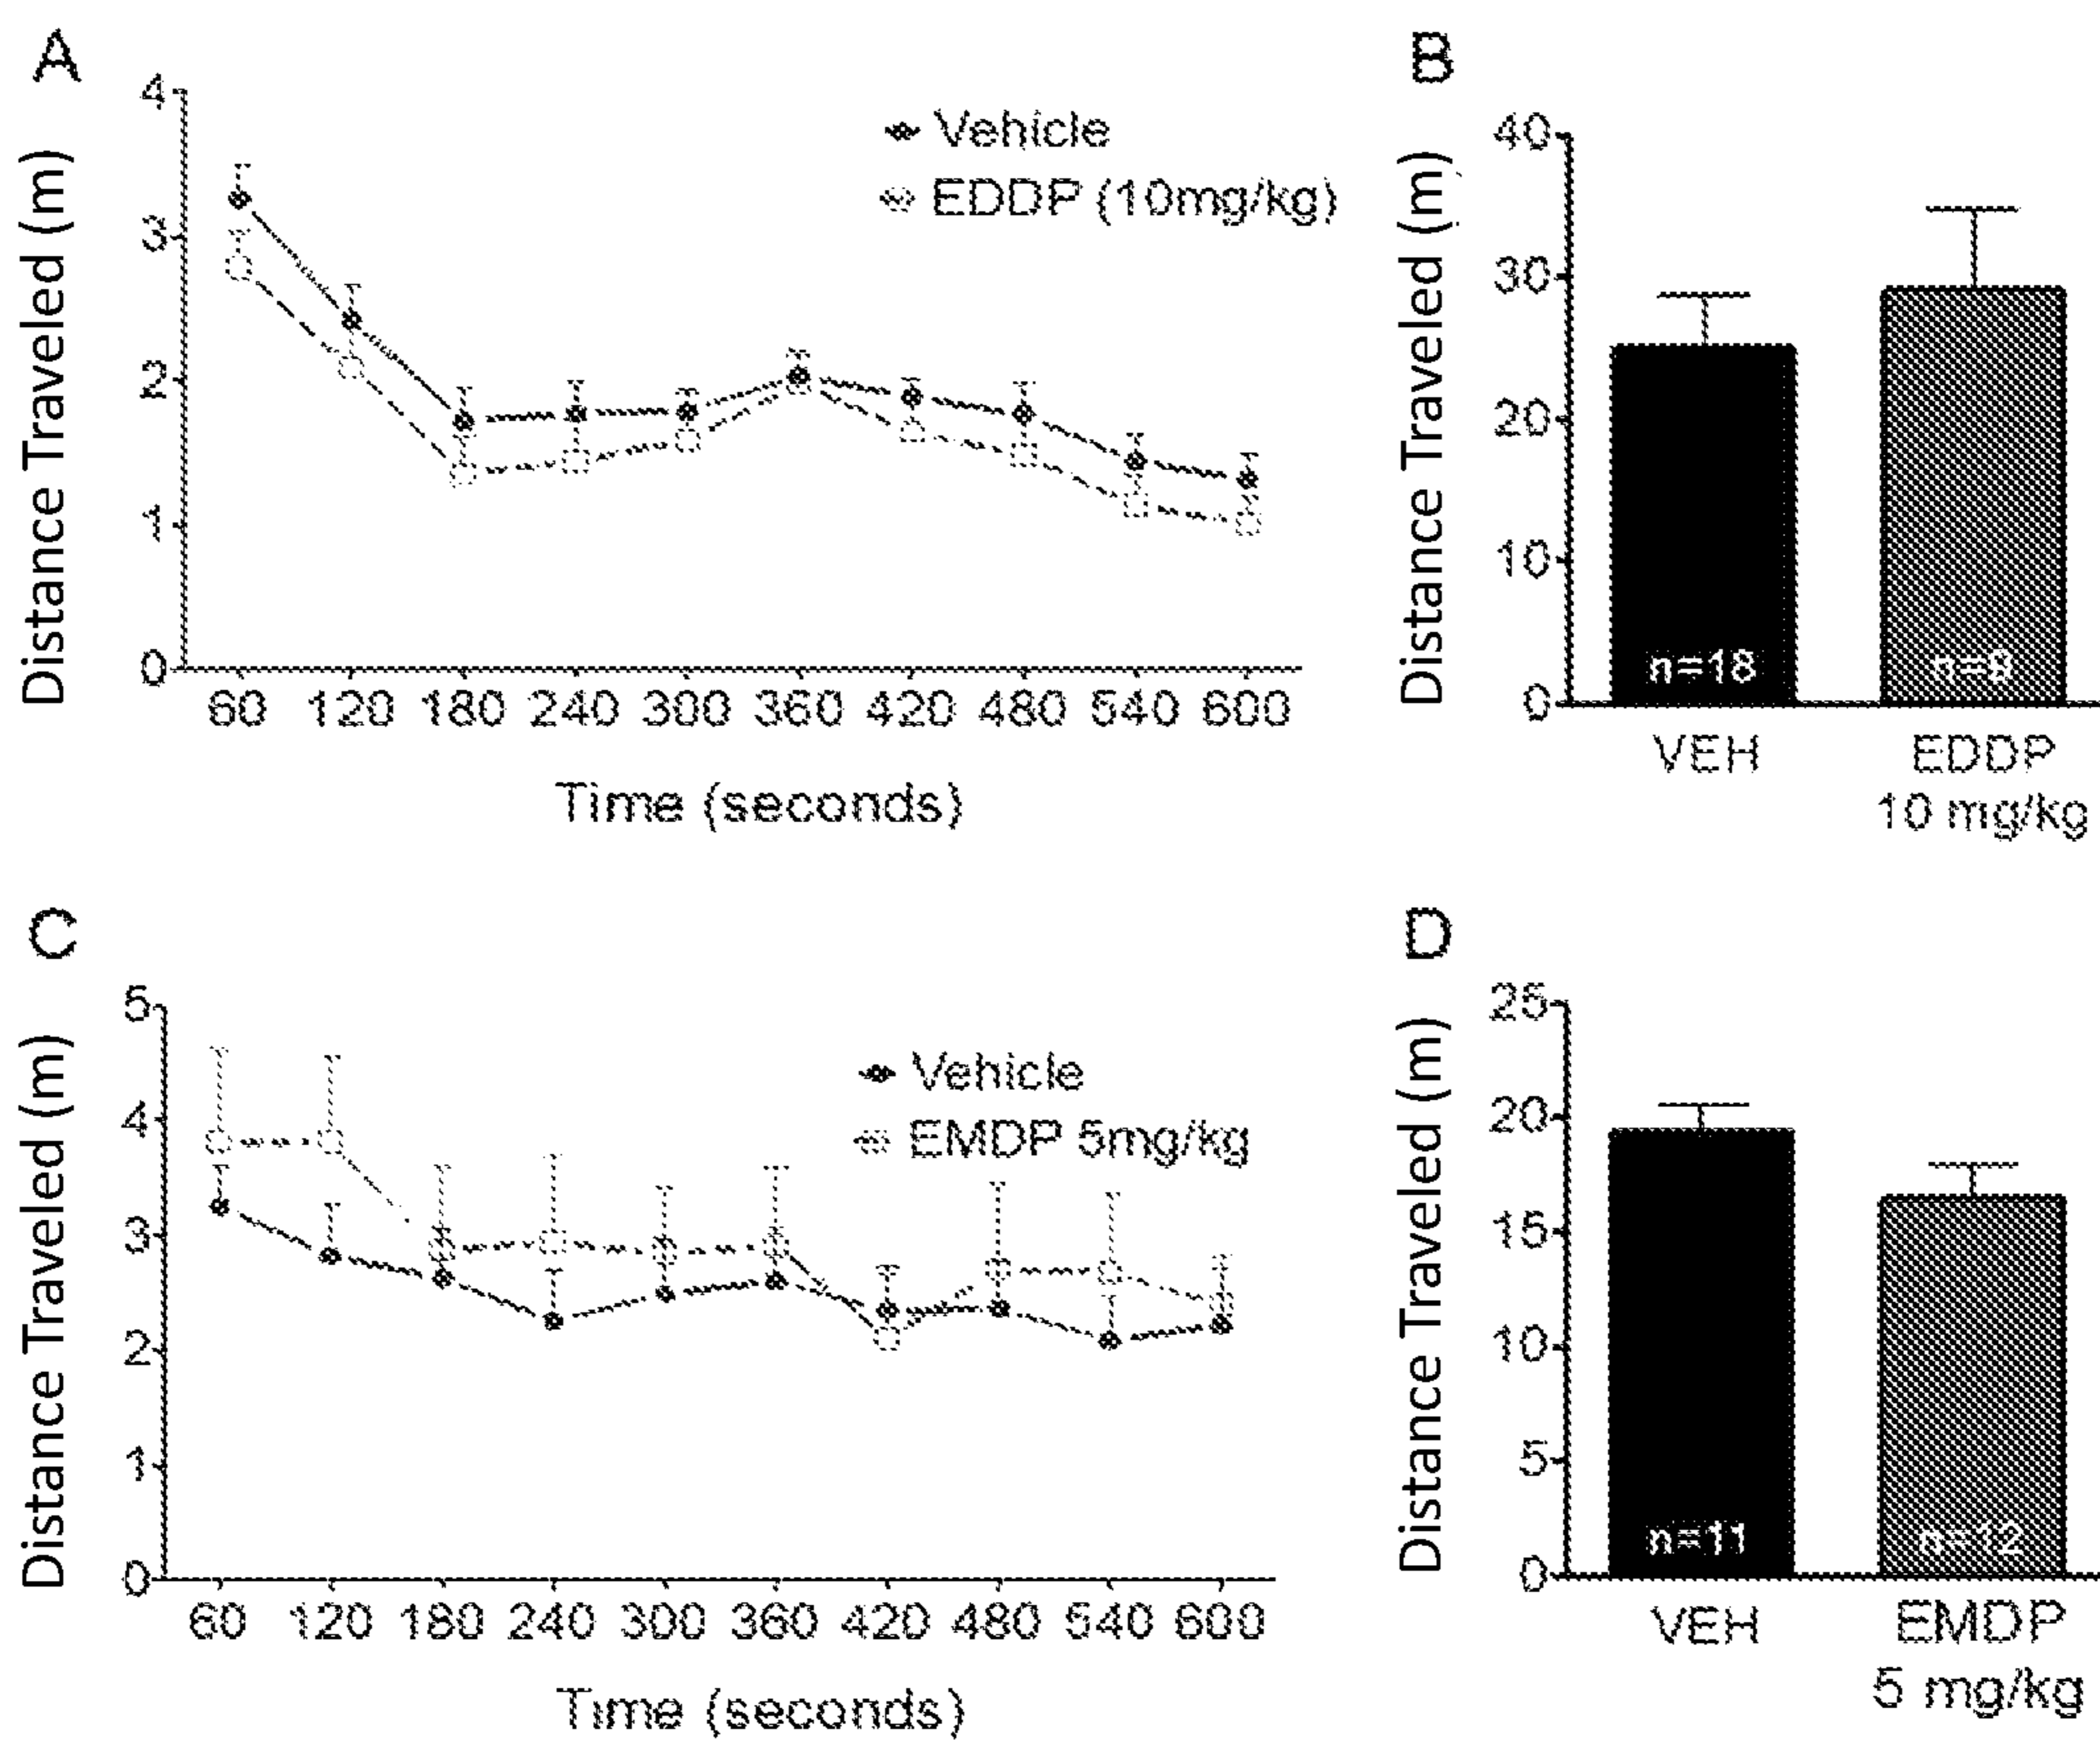 A
Distance Traveled (m)
4
3
2
1
0
Vehicle
EDDP (10mg/kg)
60 120 180 240 300 360 420 480 540 600
Time (seconds)
B
Distance Traveled (m)
40
30
20
10
0
n=18
n=9
VEH
EDDP
10 mg/kg
C
Distance Traveled (m)
5
4
3
2
1
0
Vehicle
EMDP 5mg/kg
60 120 180 240 300 360 420 480 540 600
Time (seconds)
D
Distance Traveled (m)
25
20
15
10
5
0
n=11
n=12
VEH
EMDP
5 mg/kg